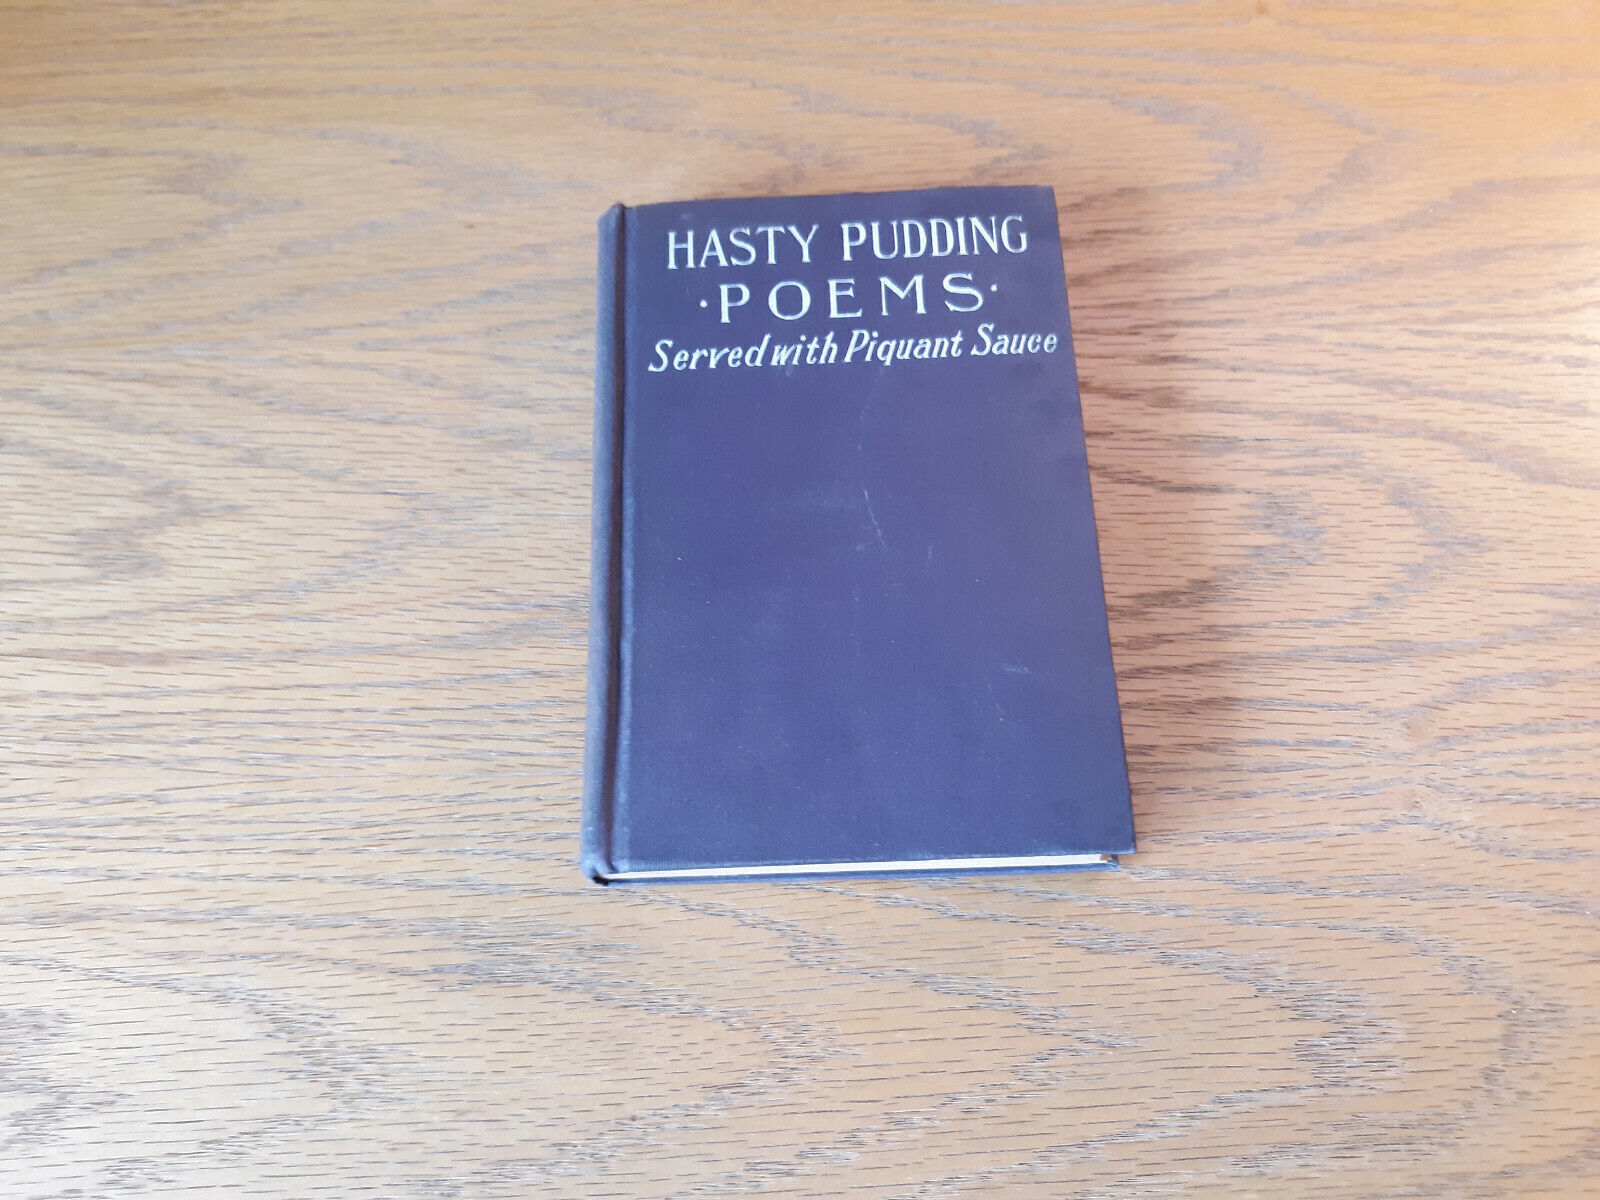 HASTY PUDDING
·POEMS·
Served with Piquant Sauce